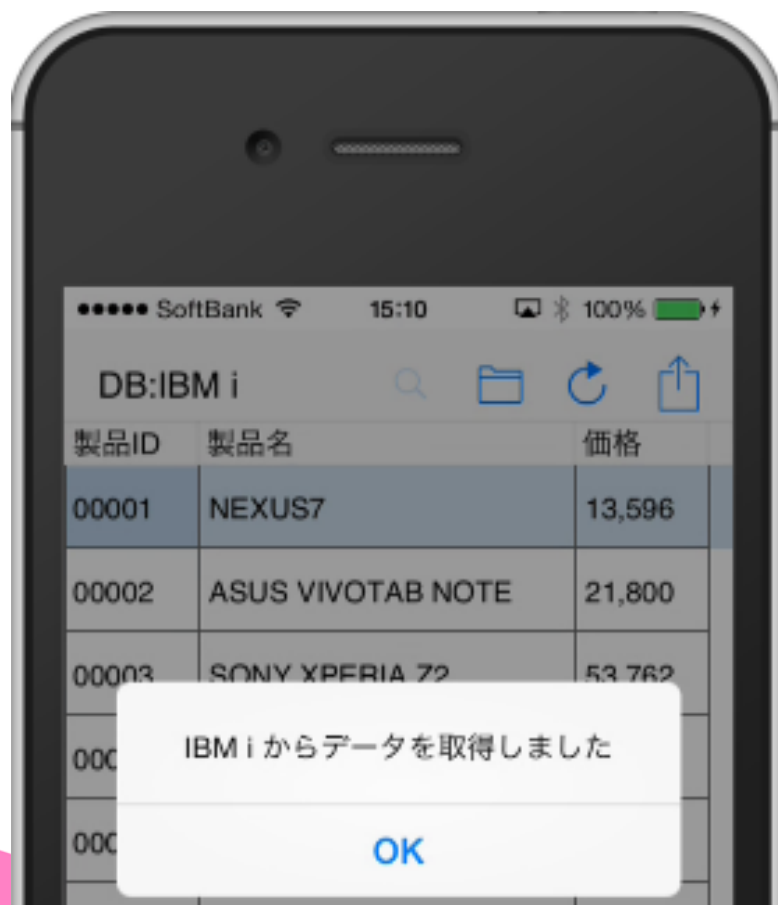 SoftBank 15:10 100%
DB:IBM i
製品ID 製品名 価格
00001 NEXUS7 13,596
00002 ASUS VIVOTAB NOTE 21,800
00003 SONY XPERIA Z2 53,762
000
IBM i からデータを取得しました
000
OK